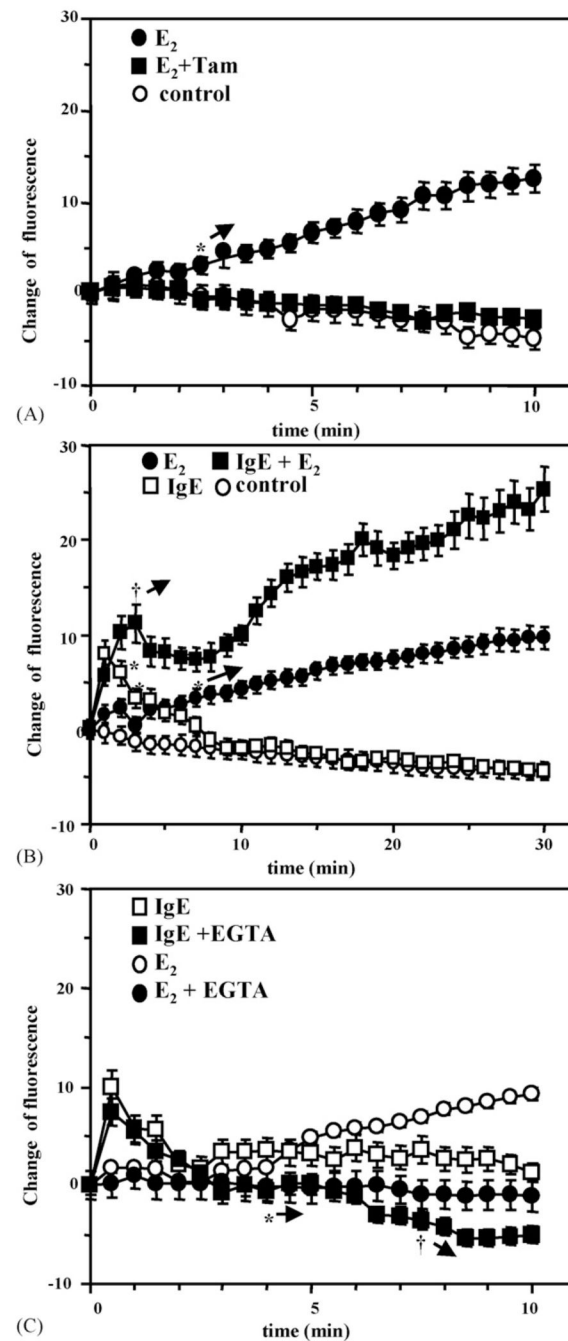 30
E₂
E₂+Tam
control
20
10
0
-10
Change of fluorescence
*
0 5 10
time (min)
(A)
30
E₂ IgE + E₂
IgE control
20
10
0
-10
Change of fluorescence
†
*
*
*
0 10 20 30
time (min)
(B)
30
IgE
IgE +EGTA
E₂
E₂ + EGTA
20
10
0
-10
Change of fluorescence
*
†
0 5 10
time (min)
(C)